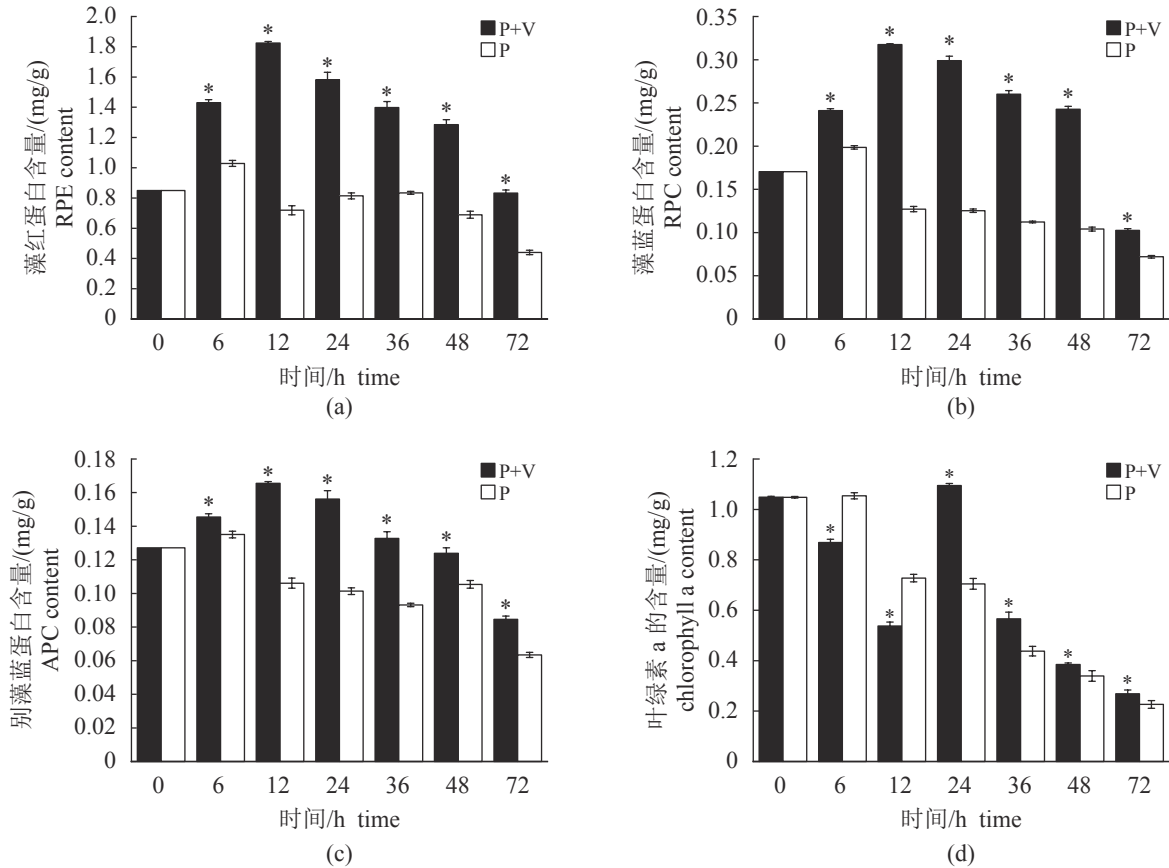 2.0
1.8
1.6
1.4
1.2
1.0
0.8
0.6
0.4
0.2
0
藻红蛋白含量/(mg/g)
RPE content
P+V
P
* * * * * *
0 6 12 24 36 48 72
时间/h time
(a)
0.35
0.30
0.25
0.20
0.15
0.10
0.05
0
藻蓝蛋白含量/(mg/g)
RPC content
P+V
P
* * * * * *
0 6 12 24 36 48 72
时间/h time
(b)
0.18
0.16
0.14
0.12
0.10
0.08
0.06
0.04
0.02
0.00
别藻蓝蛋白含量/(mg/g)
APC content
P+V
P
* * * * * *
0 6 12 24 36 48 72
时间/h time
(c)
1.2
1.0
0.8
0.6
0.4
0.2
0
叶绿素 a 的含量/(mg/g)
chlorophyll a content
P+V
P
* * * * * *
0 6 12 24 36 48 72
时间/h time
(d)